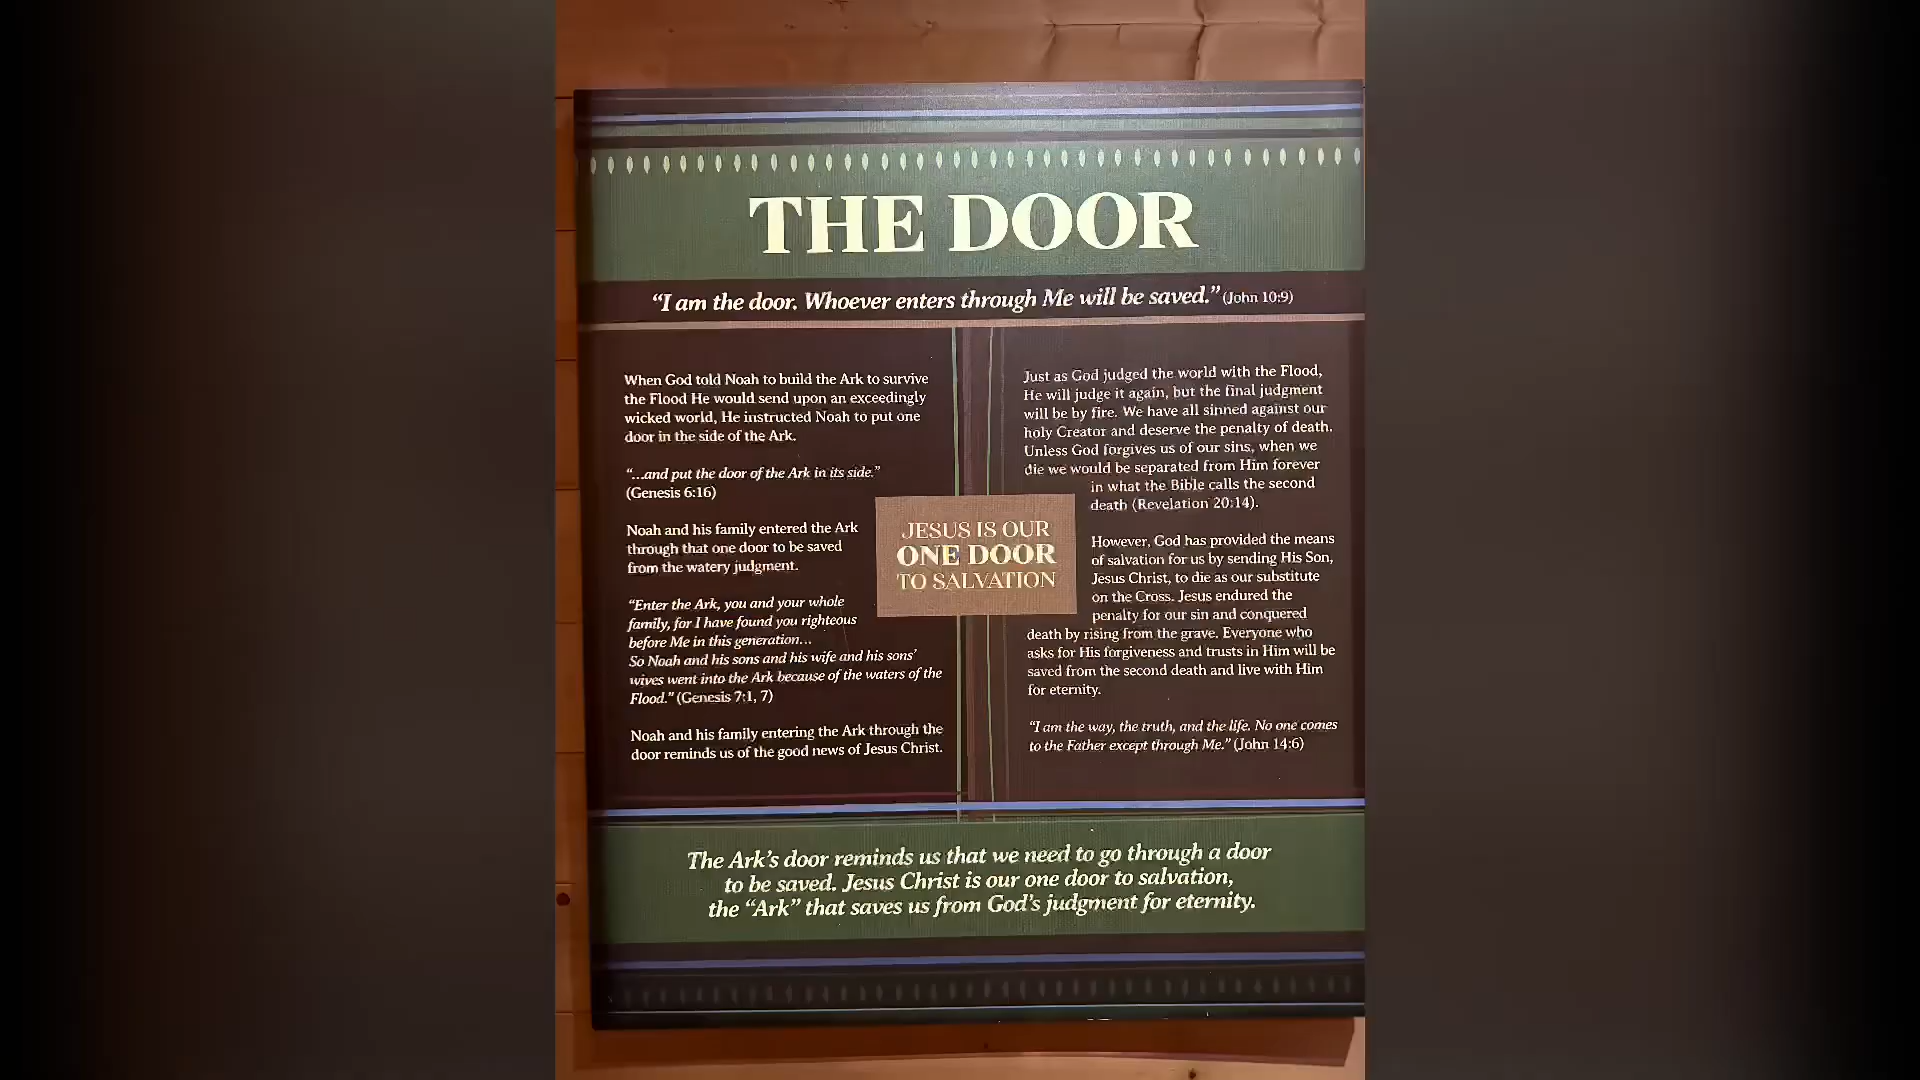 THE DOOR
“I am the door. Whoever enters through Me will be saved.” (John 10:9)
When God told Noah to build the Ark to survive
the Flood He would send upon an exceedingly
wicked world, He instructed Noah to put one
door in the side of the Ark.
“...and put the door of the Ark in its side.”
(Genesis 6:16)
Noah and his family entered the Ark
through that one door to be saved
from the watery judgment.
“Enter the Ark, you and your whole
family, for I have found you righteous
before Me in this generation...
So Noah and his sons and his wife and his sons’
wives went into the Ark because of the waters of the
Flood.” (Genesis 7:1, 7)
Noah and his family entering the Ark through the
door reminds us of the good news of Jesus Christ.
JESUS IS OUR
ONE DOOR
TO SALVATION
Just as God judged the world with the Flood,
He will judge it again, but the final judgment
will be by fire. We have all sinned against our
holy Creator and deserve the penalty of death.
Unless God forgives us of our sins, when we
die we would be separated from Him forever
in what the Bible calls the second
death (Revelation 20:14).
However, God has provided the means
of salvation for us by sending His Son,
Jesus Christ, to die as our substitute
on the Cross. Jesus endured the
penalty for our sin and conquered
death by rising from the grave. Everyone who
asks for His forgiveness and trusts in Him will be
saved from the second death and live with Him
for eternity.
“I am the way, the truth, and the life. No one comes
to the Father except through Me.” (John 14:6)
The Ark’s door reminds us that we need to go through a door
to be saved. Jesus Christ is our one door to salvation,
the “Ark” that saves us from God’s judgment for eternity.